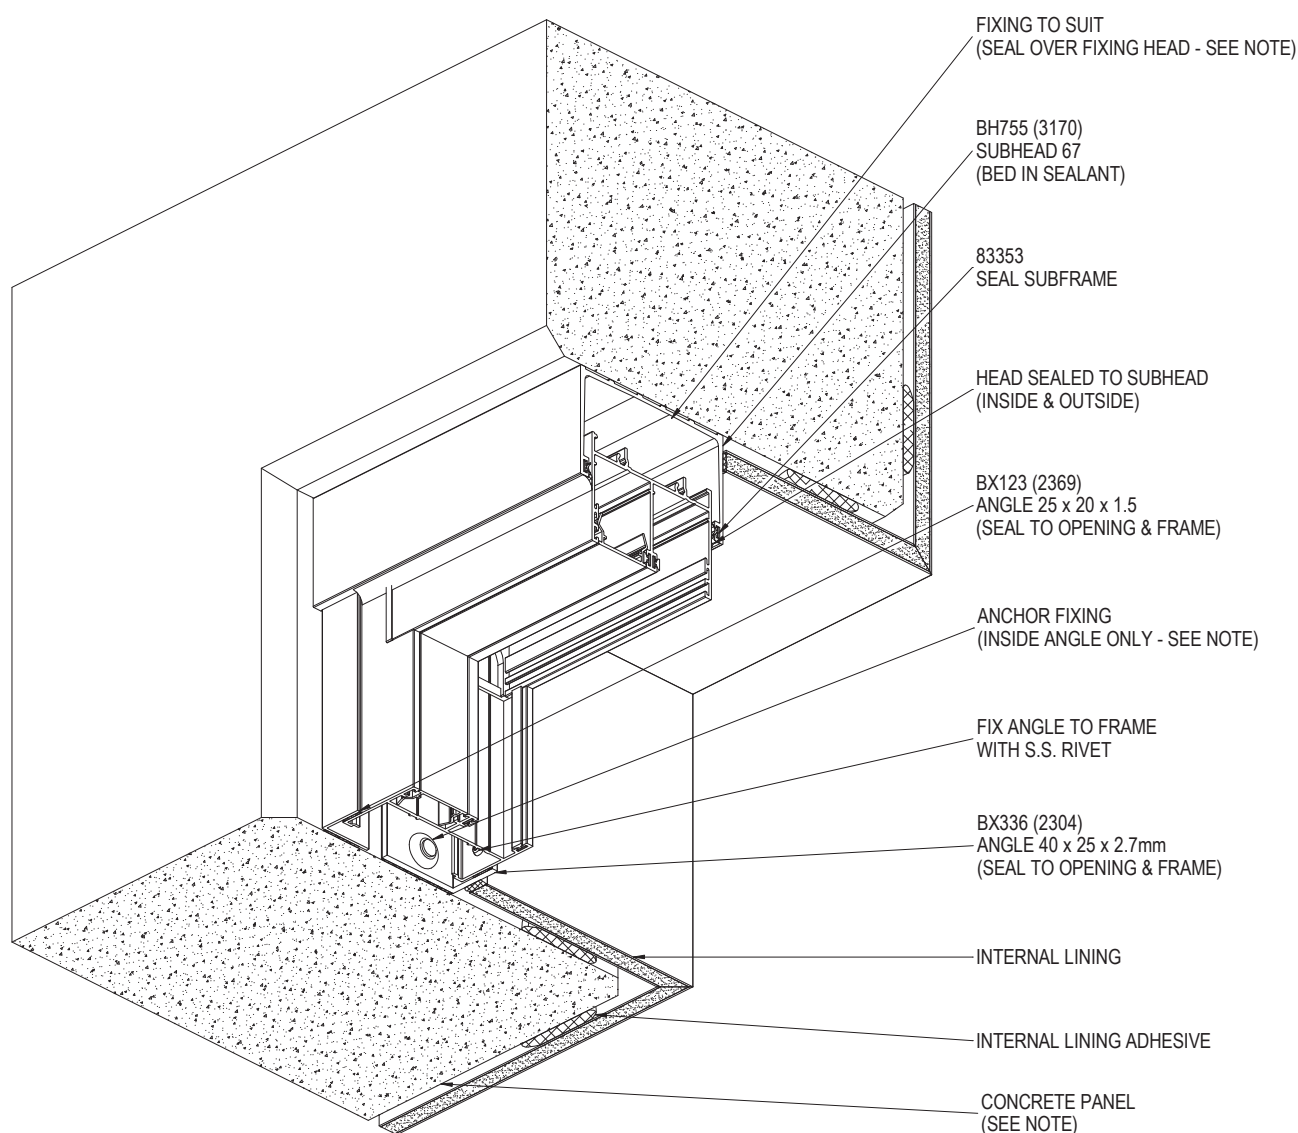 FIXING TO SUIT
(SEAL OVER FIXING HEAD - SEE NOTE)
BH755 (3170)
SUBHEAD 67
(BED IN SEALANT)
83353
SEAL SUBFRAME
HEAD SEALED TO SUBHEAD
(INSIDE & OUTSIDE)
BX123 (2369)
ANGLE 25 x 20 x 1.5
(SEAL TO OPENING & FRAME)
ANCHOR FIXING
(INSIDE ANGLE ONLY - SEE NOTE)
FIX ANGLE TO FRAME
WITH S.S. RIVET
BX336 (2304)
ANGLE 40 x 25 x 2.7mm
(SEAL TO OPENING & FRAME)
INTERNAL LINING
INTERNAL LINING ADHESIVE
CONCRETE PANEL
(SEE NOTE)